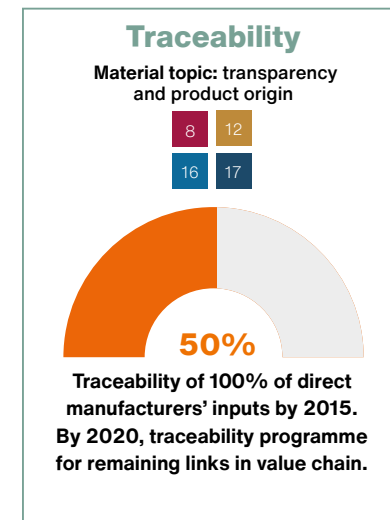 Traceability
Material topic: transparency
and product origin
8 12
16 17
50%
Traceability of 100% of direct
manufacturers’ inputs by 2015.
By 2020, traceability programme
for remaining links in value chain.